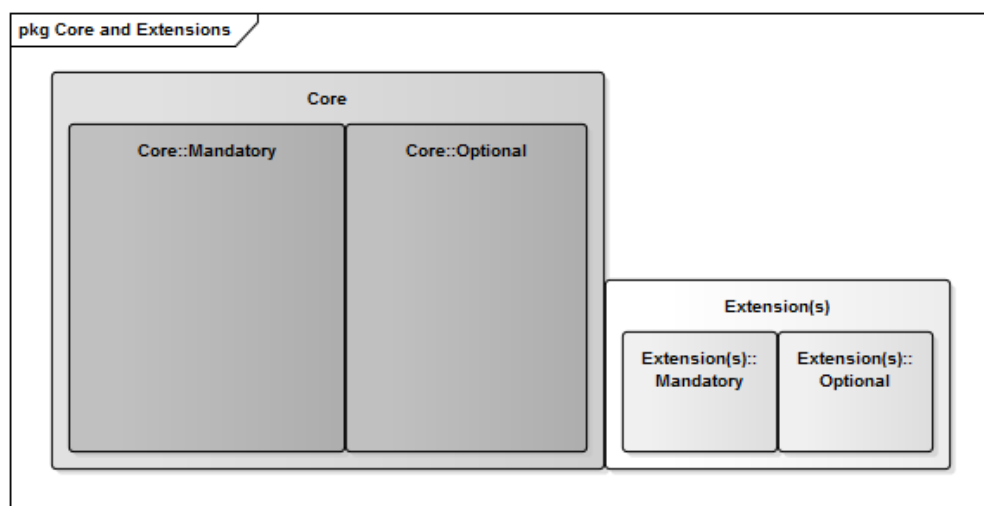 pkg Core and Extensions
Core
Core::Mandatory
Core::Optional
Extension(s)
Extension(s)::
Mandatory
Extension(s)::
Optional